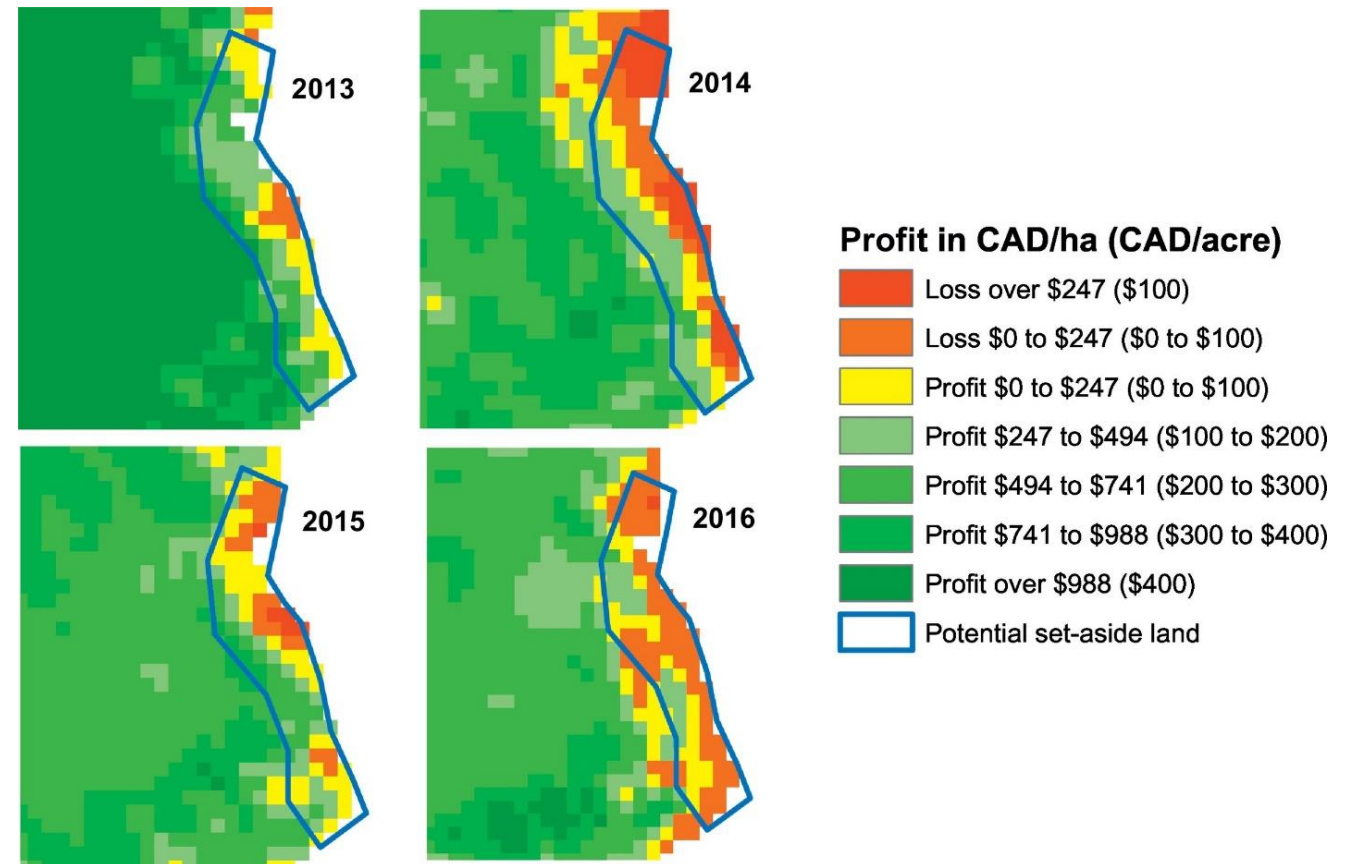 2013
2014
2015
2016
Profit in CAD/ha (CAD/acre)
Loss over $247 ($100)
Loss $0 to $247 ($0 to $100)
Profit $0 to $247 ($0 to $100)
Profit $247 to $494 ($100 to $200)
Profit $494 to $741 ($200 to $300)
Profit $741 to $988 ($300 to $400)
Profit over $988 ($400)
Potential set-aside land